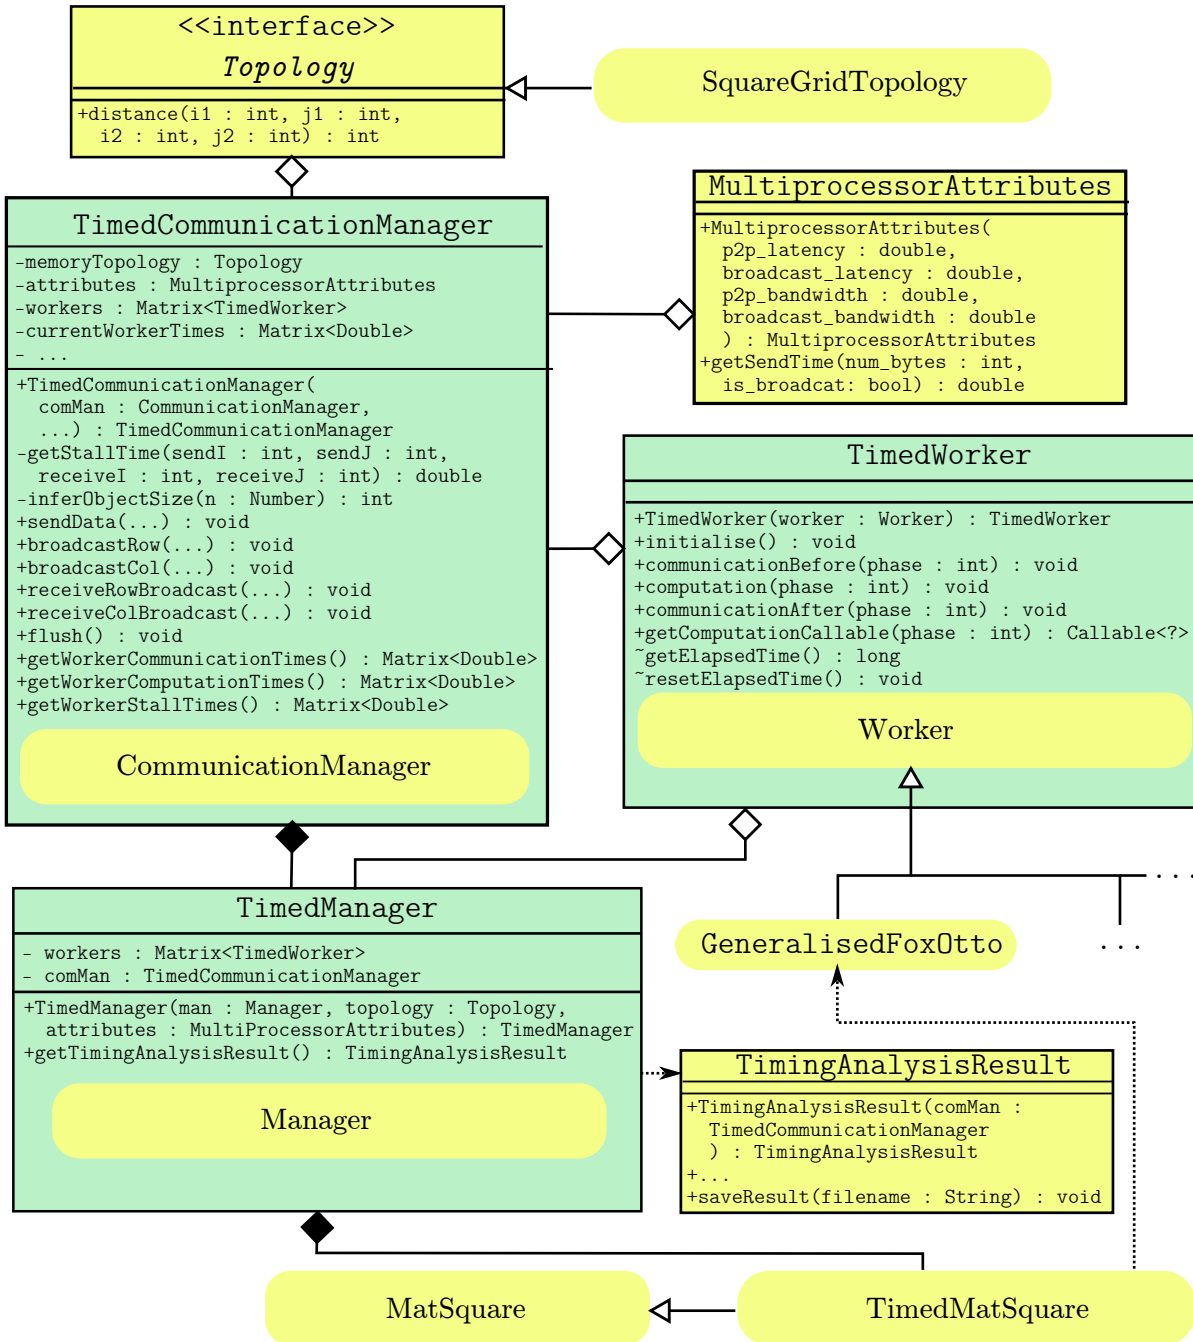 <<interface>>
Topology
+distance(i1 : int, j1 : int,
i2 : int, j2 : int) : int
SquareGridTopology
TimedCommunicationManager
-memoryTopology : Topology
-attributes : MultiprocessorAttributes
-workers : Matrix<TimedWorker>
-currentWorkerTimes : Matrix<Double>
- ...
+TimedCommunicationManager(
comMan : CommunicationManager,
...) : TimedCommunicationManager
-getStallTime(sendI : int, sendJ : int,
receiveI : int, receiveJ : int) : double
-inferObjectSize(n : Number) : int
+sendData(...) : void
+broadcastRow(...) : void
+broadcastCol(...) : void
+receiveRowBroadcast(...) : void
+receiveColBroadcast(...) : void
+flush() : void
+getWorkerCommunicationTimes() : Matrix<Double>
+getWorkerComputationTimes() : Matrix<Double>
+getWorkerStallTimes() : Matrix<Double>
CommunicationManager
MultiprocessorAttributes
+MultiprocessorAttributes(
p2p_latency : double,
broadcast_latency : double,
p2p_bandwidth : double,
broadcast_bandwidth : double
) : MultiprocessorAttributes
+getSendTime(num_bytes : int,
is_broadcat: bool) : double
TimedWorker
+TimedWorker(worker : Worker) : TimedWorker
+initialise() : void
+communicationBefore(phase : int) : void
+computation(phase : int) : void
+communicationAfter(phase : int) : void
+getComputationCallable(phase : int) : Callable<?>
~getElapsedTime() : long
~resetElapsedTime() : void
Worker
...
GeneralisedFoxOtto
...
TimedManager
- workers : Matrix<TimedWorker>
- comMan : TimedCommunicationManager
+TimedManager(man : Manager, topology : Topology,
attributes : MultiProcessorAttributes) : TimedManager
+getTimingAnalysisResult() : TimingAnalysisResult
Manager
TimingAnalysisResult
+TimingAnalysisResult(comMan :
TimedCommunicationManager
) : TimingAnalysisResult
+...
+saveResult(filename : String) : void
MatSquare
TimedMatSquare